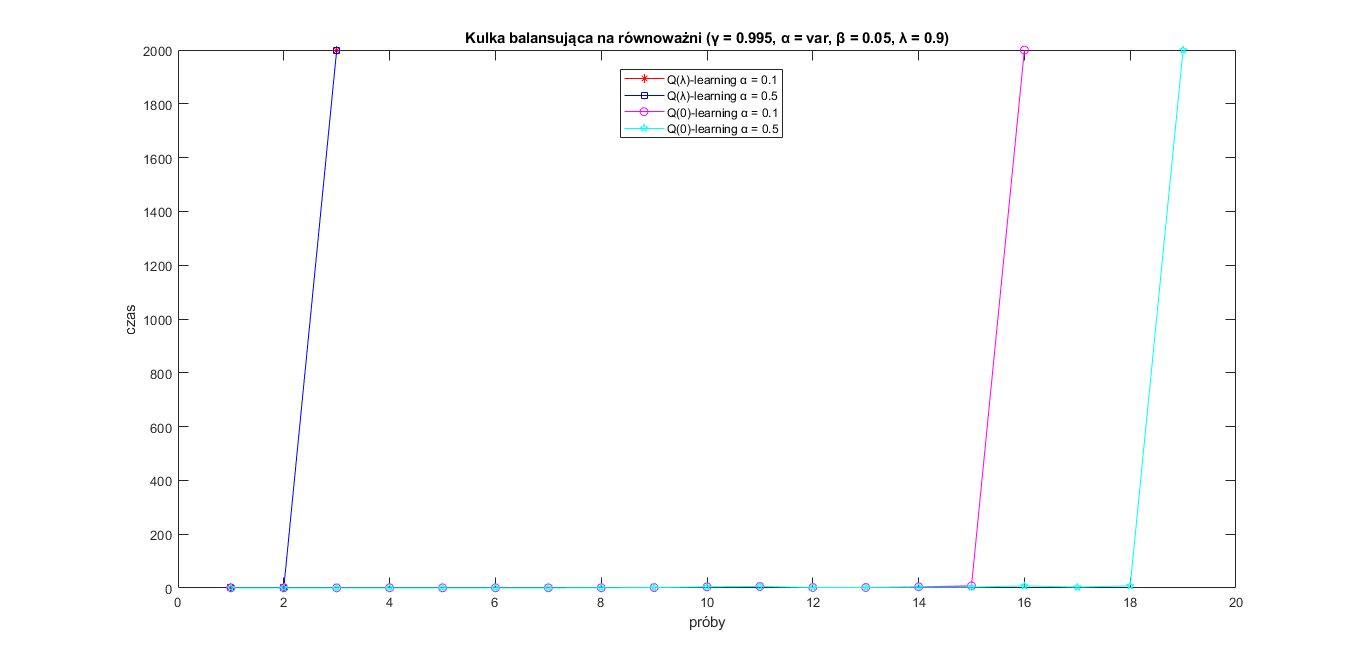 Kulka balansująca na równoważni (γ = 0.995, α = var, β = 0.05, λ = 0.9)
2000
1800
1600
1400
1200
1000
800
600
400
200
0
czas
Q(λ)-learning α = 0.1
Q(λ)-learning α = 0.5
Q(0)-learning α = 0.1
Q(0)-learning α = 0.5
0 2 4 6 8 10 12 14 16 18 20
próby